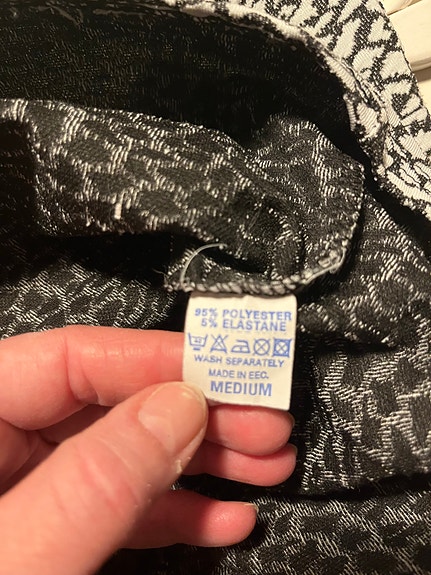 95% POLYESTER
5% ELASTANE
WASH SEPARATELY
MADE IN EEC.
MEDIUM